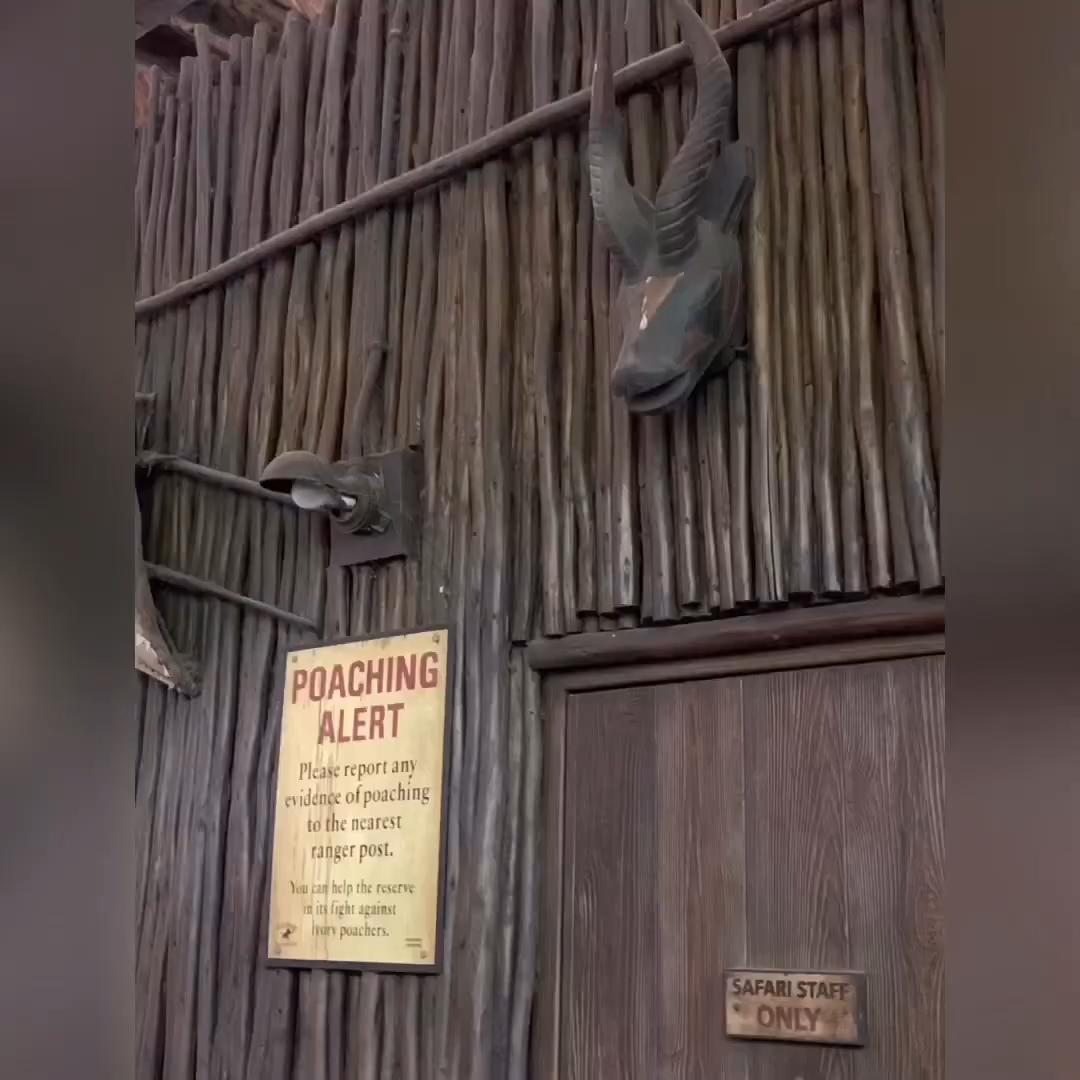 POACHING
ALERT
Please report any
evidence of poaching
to the nearest
ranger post.
You can help the reserve
in its fight against
ivory poachers.
SAFARI STAFF
ONLY